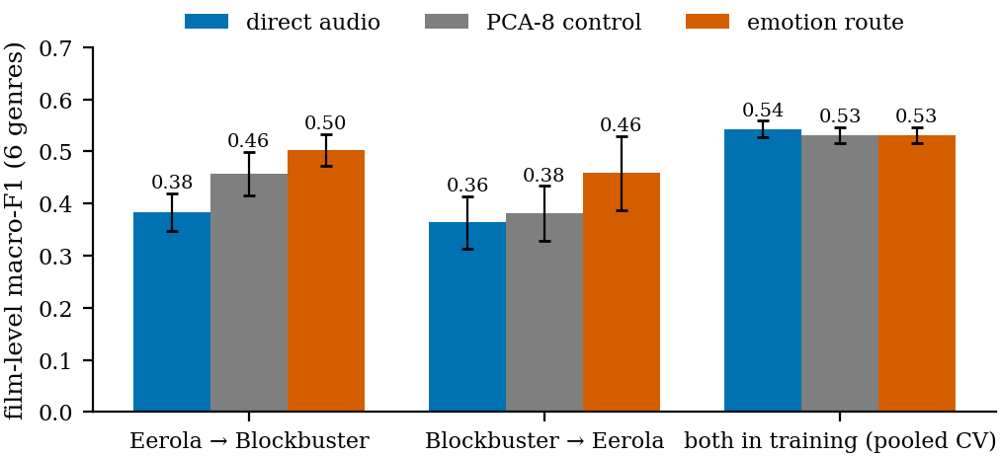 direct audio PCA-8 control emotion route
film-level macro-F1 (6 genres)
0.7
0.6
0.5
0.4
0.3
0.2
0.1
0.0
0.38 0.46 0.50
0.36 0.38 0.46
0.54 0.53 0.53
Eerola → Blockbuster Blockbuster → Eerola both in training (pooled CV)